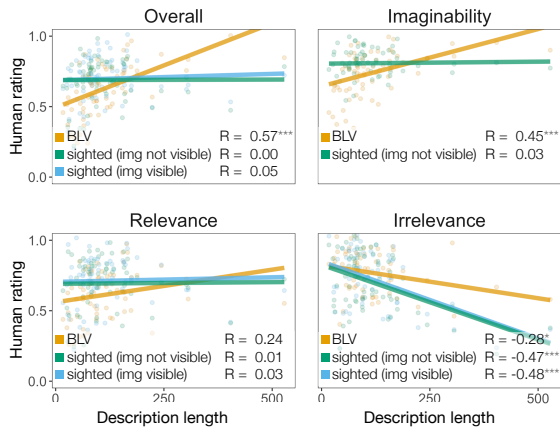 Overall
Imaginability
Human rating
1.0
0.5
0.0
BLV R = 0.57***
sighted (img not visible) R = 0.00
sighted (img visible) R = 0.05
BLV R = 0.45***
sighted (img not visible) R = 0.03
Relevance
Irrelevance
Human rating
1.0
0.5
0.0
BLV R = 0.24
sighted (img not visible) R = 0.01
sighted (img visible) R = 0.03
BLV R = -0.28*
sighted (img not visible) R = -0.47***
sighted (img visible) R = -0.48***
0 250 500
0 250 500
Description length
Description length